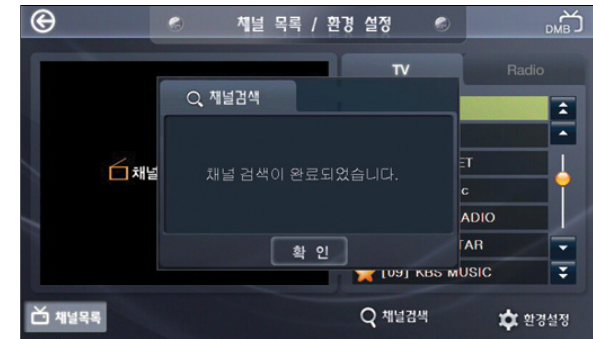 채널 목록 / 환경 설정
DMB
TV
Radio
채널검색
채널
채널 검색이 완료되었습니다.
확 인
ET
c
ADIO
TAR
[09] KBS MUSIC
채널목록
채널검색
환경설정